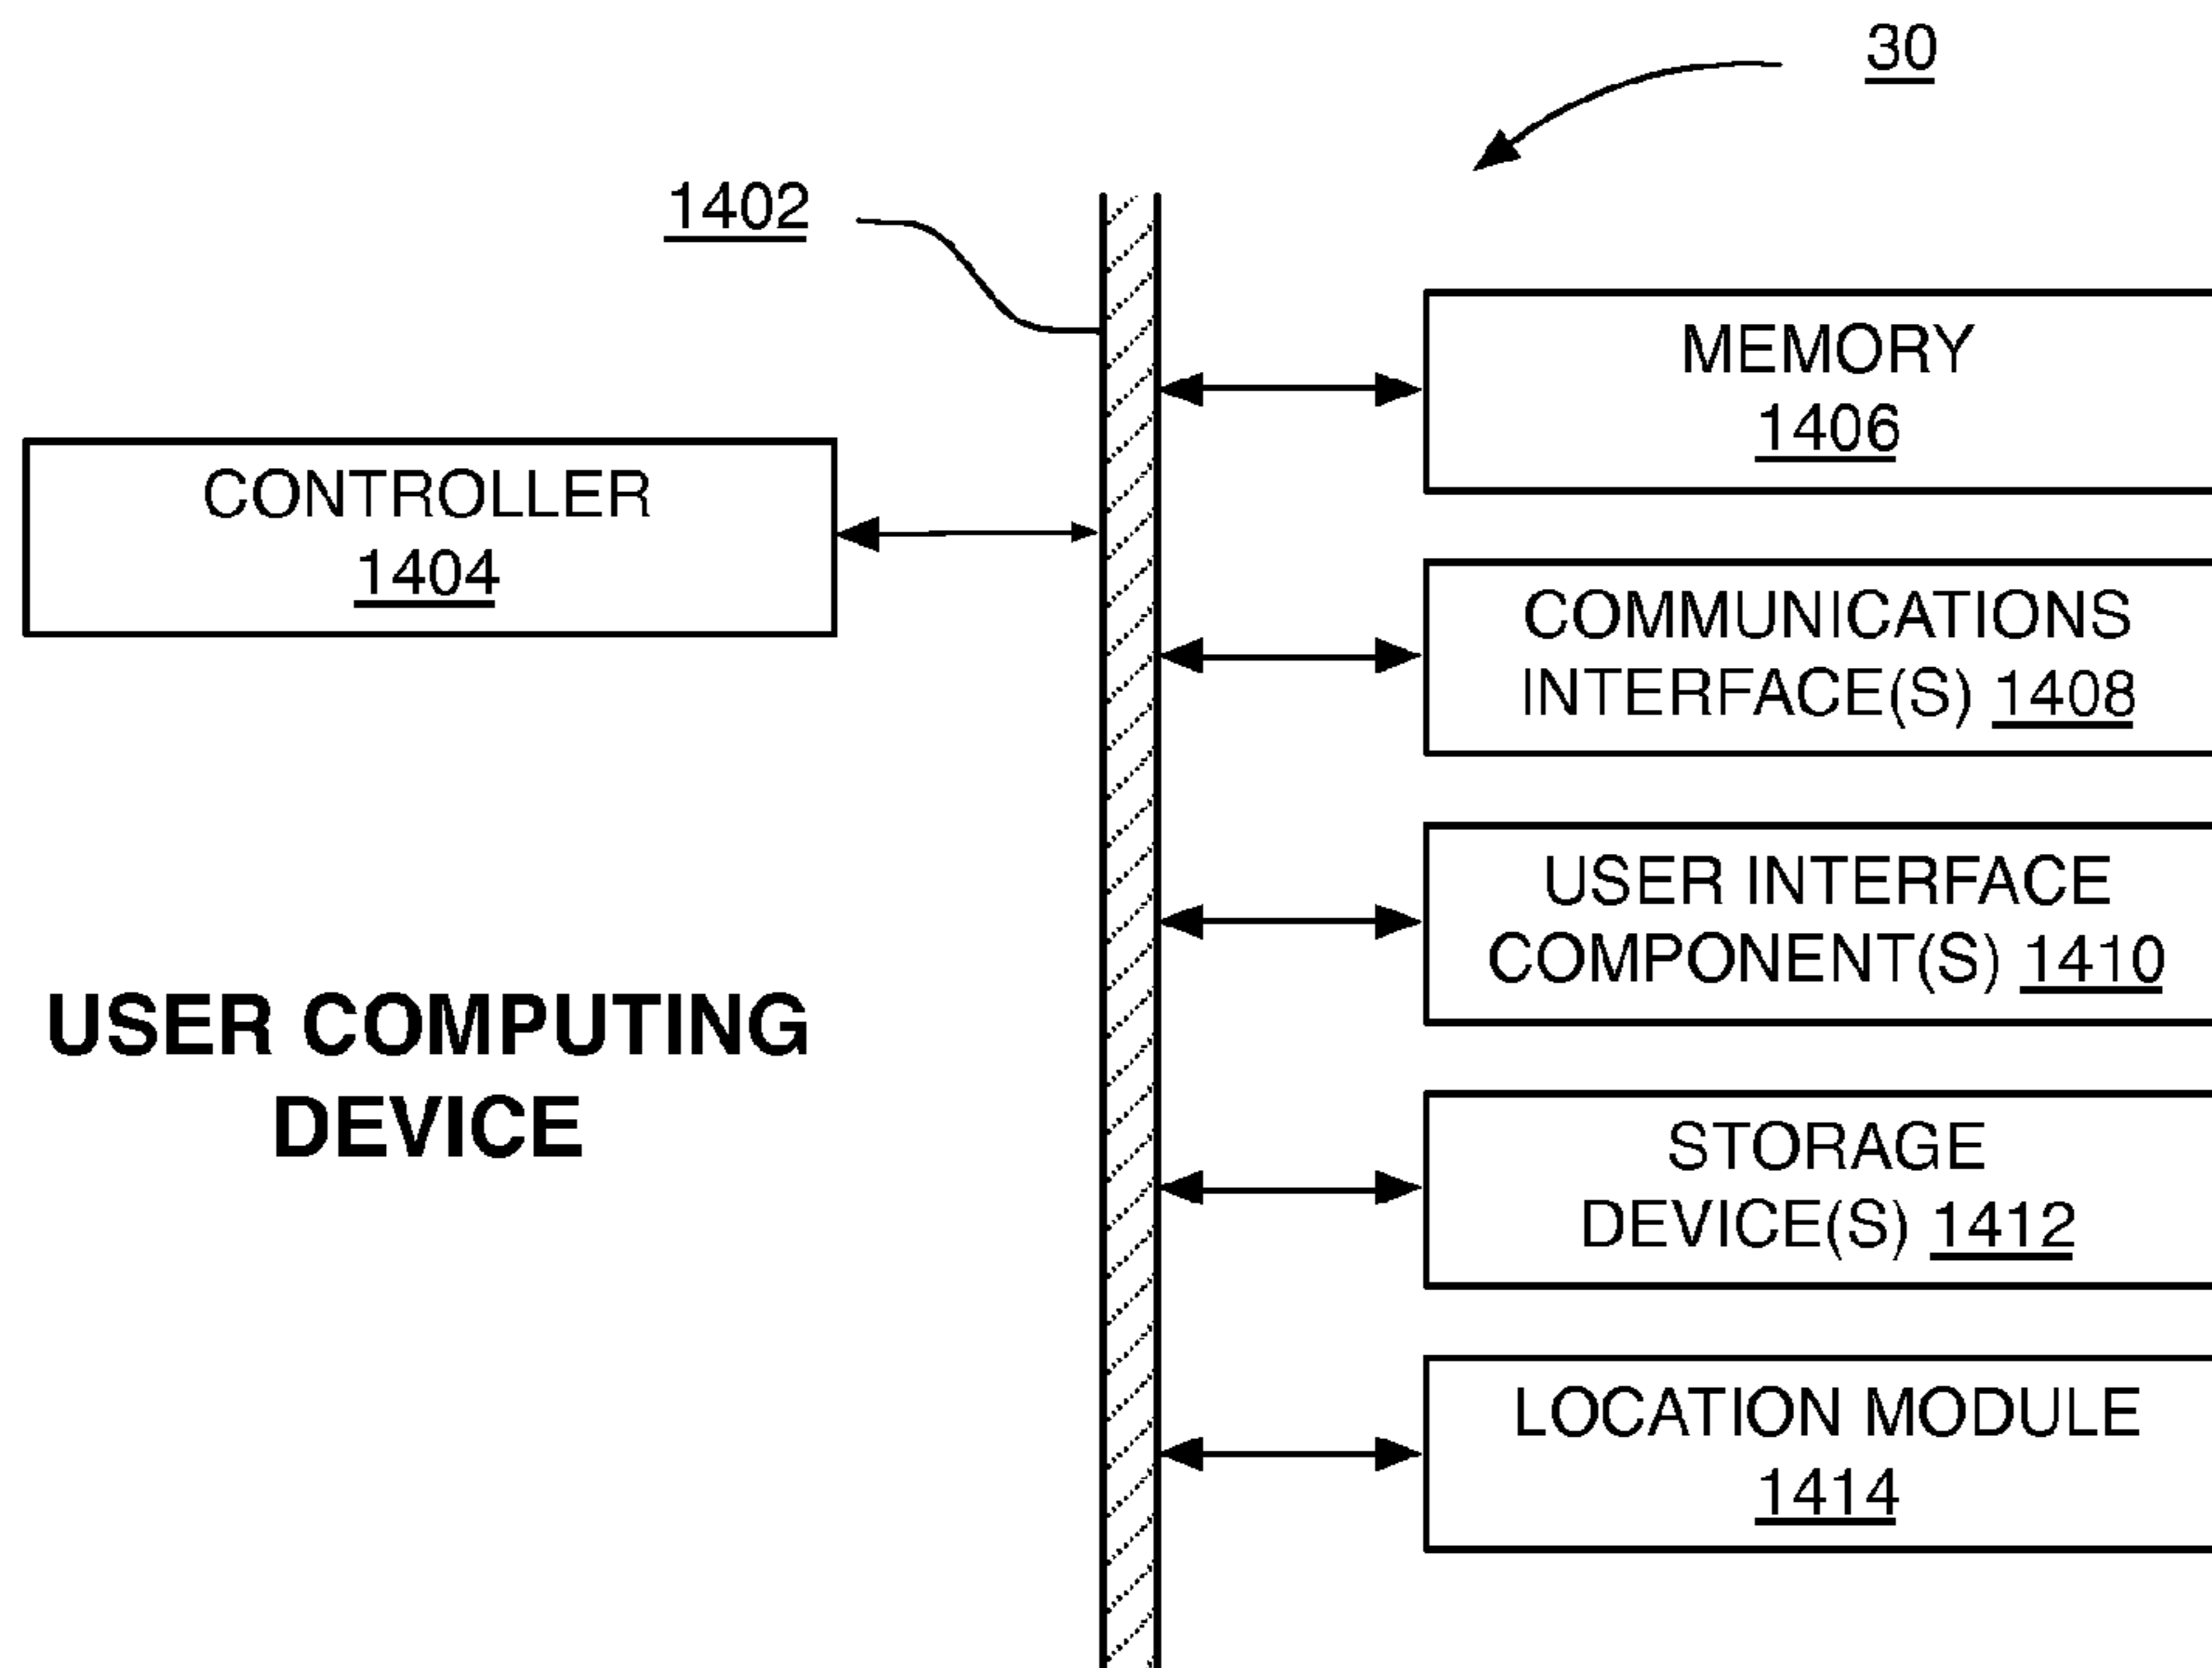 30
1402
MEMORY
1406
CONTROLLER
1404
COMMUNICATIONS
INTERFACE(S) 1408
USER INTERFACE
COMPONENT(S) 1410
USER COMPUTING
DEVICE
STORAGE
DEVICE(S) 1412
LOCATION MODULE
1414